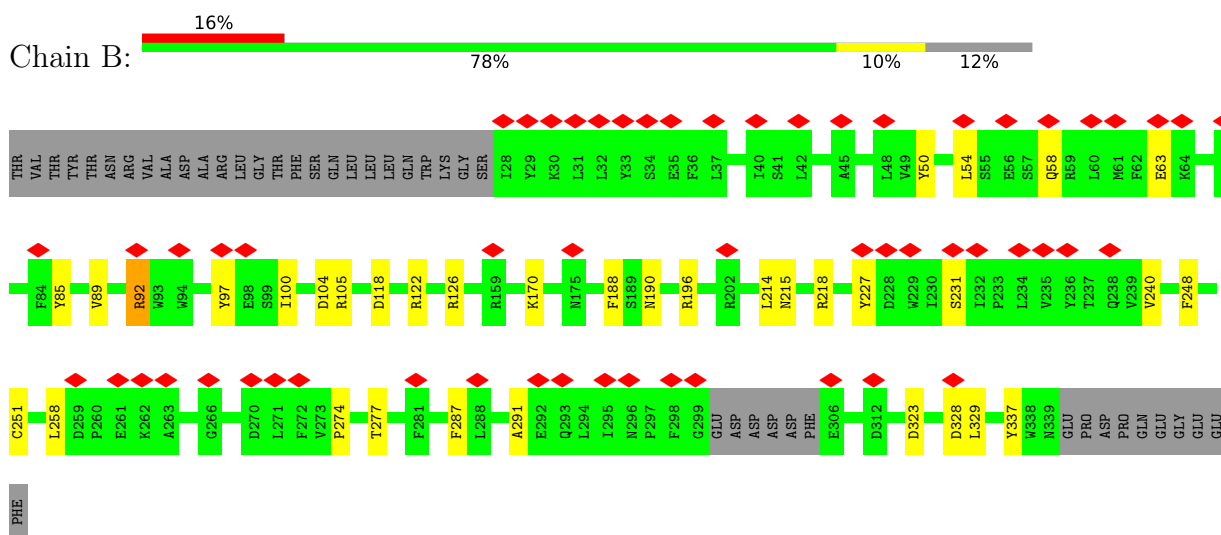 16%
Chain B:
78% 10% 12%
THR VAL THR TYR THR ASN ARG VAL ALA ASP ALA ARG LEU GLY THR PHE SER GLN LEU LEU LEU GLN TRP LYS GLY SER I28 Y29 K30 L31 L32 Y33 S34 E35 F36 L37 I40 S41 L42 A45 L48 V49 Y50 L54 S55 E56 S57 Q58 R59 L60 M61 F62 E63 K64
F84 Y85 V89 R92 W93 W94 Y97 E98 S99 I100 D104 R105 D118 R122 R126 R159 K170 N175 F188 S189 N190 R196 R202 L214 N215 R218 Y227 D228 W229 I230 S231 I232 P233 L234 V235 Y236 T237 Q238 V239 V240 F248
C251 L258 D259 P260 E261 K262 A263 G266 D270 L271 F272 V273 P274 T277 F281 F287 L288 A291 E292 Q293 L294 I295 N296 P297 F298 G299 GLU ASP ASP ASP ASP PHE E306 D312 D323 D328 L329 Y337 W338 N339 GLU PRO ASP PRO GLN GLU GLY GLU GLU
PHE